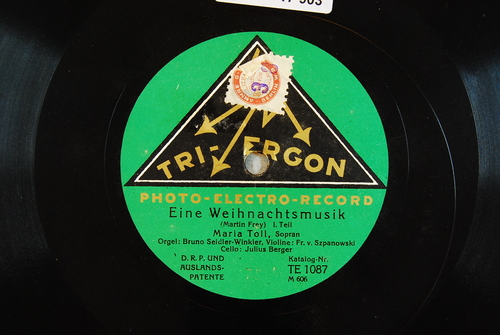 TRI-ERGON
PHOTO-ELECTRO-RECORD
Eine Weihnachtsmusik
(Martin Frey) I. Teil
Maria Toll, Sopran
Orgel: Bruno Seidler-Winkler, Violine: Fr. v. Szpanowski
Cello: Julius Berger
D. R. P. UND
AUSLANDS-
PATENTE
Katalog-Nr.
TE 1087
M 606